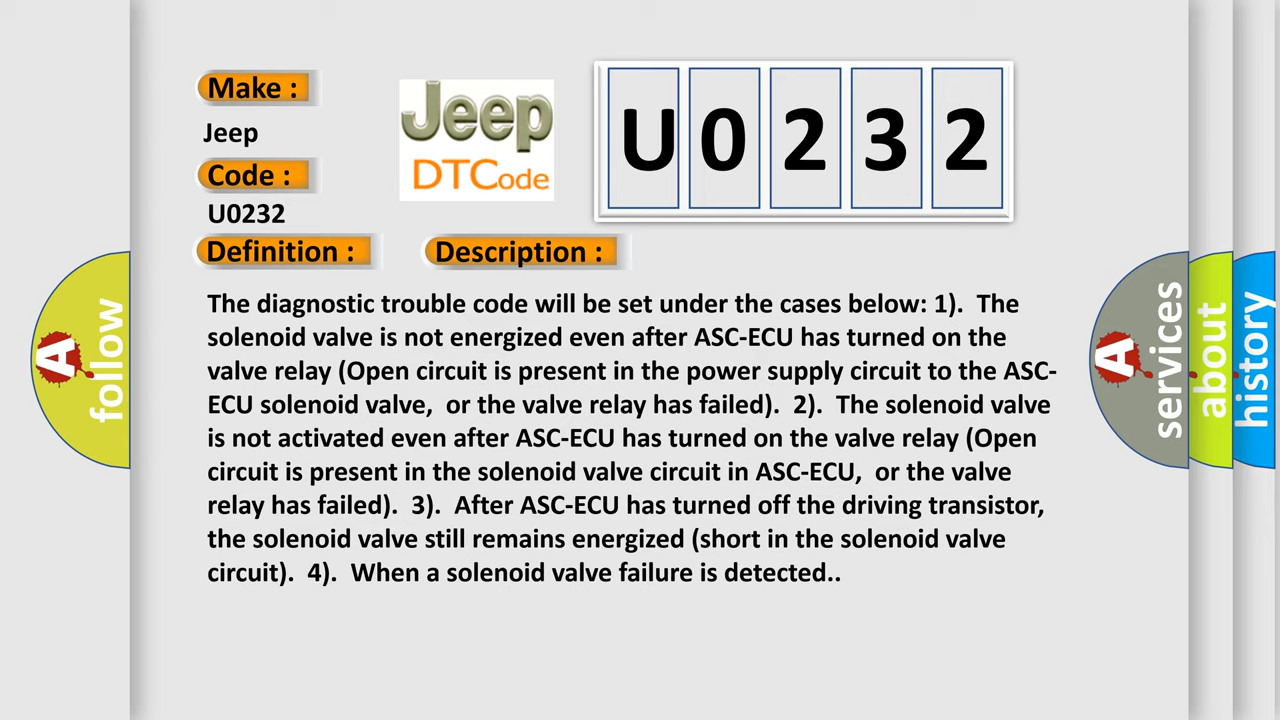 Make :
Jeep
Code :
U0232
Definition :
Description :
Jeep
DTCode
U0232
The diagnostic trouble code will be set under the cases below: 1). The
solenoid valve is not energized even after ASC-ECU has turned on the
valve relay (Open circuit is present in the power supply circuit to the ASC-
ECU solenoid valve, or the valve relay has failed). 2). The solenoid valve
is not activated even after ASC-ECU has turned on the valve relay (Open
circuit is present in the solenoid valve circuit in ASC-ECU, or the valve
relay has failed). 3). After ASC-ECU has turned off the driving transistor,
the solenoid valve still remains energized (short in the solenoid valve
circuit). 4). When a solenoid valve failure is detected..
A
follow
A
services
about
history